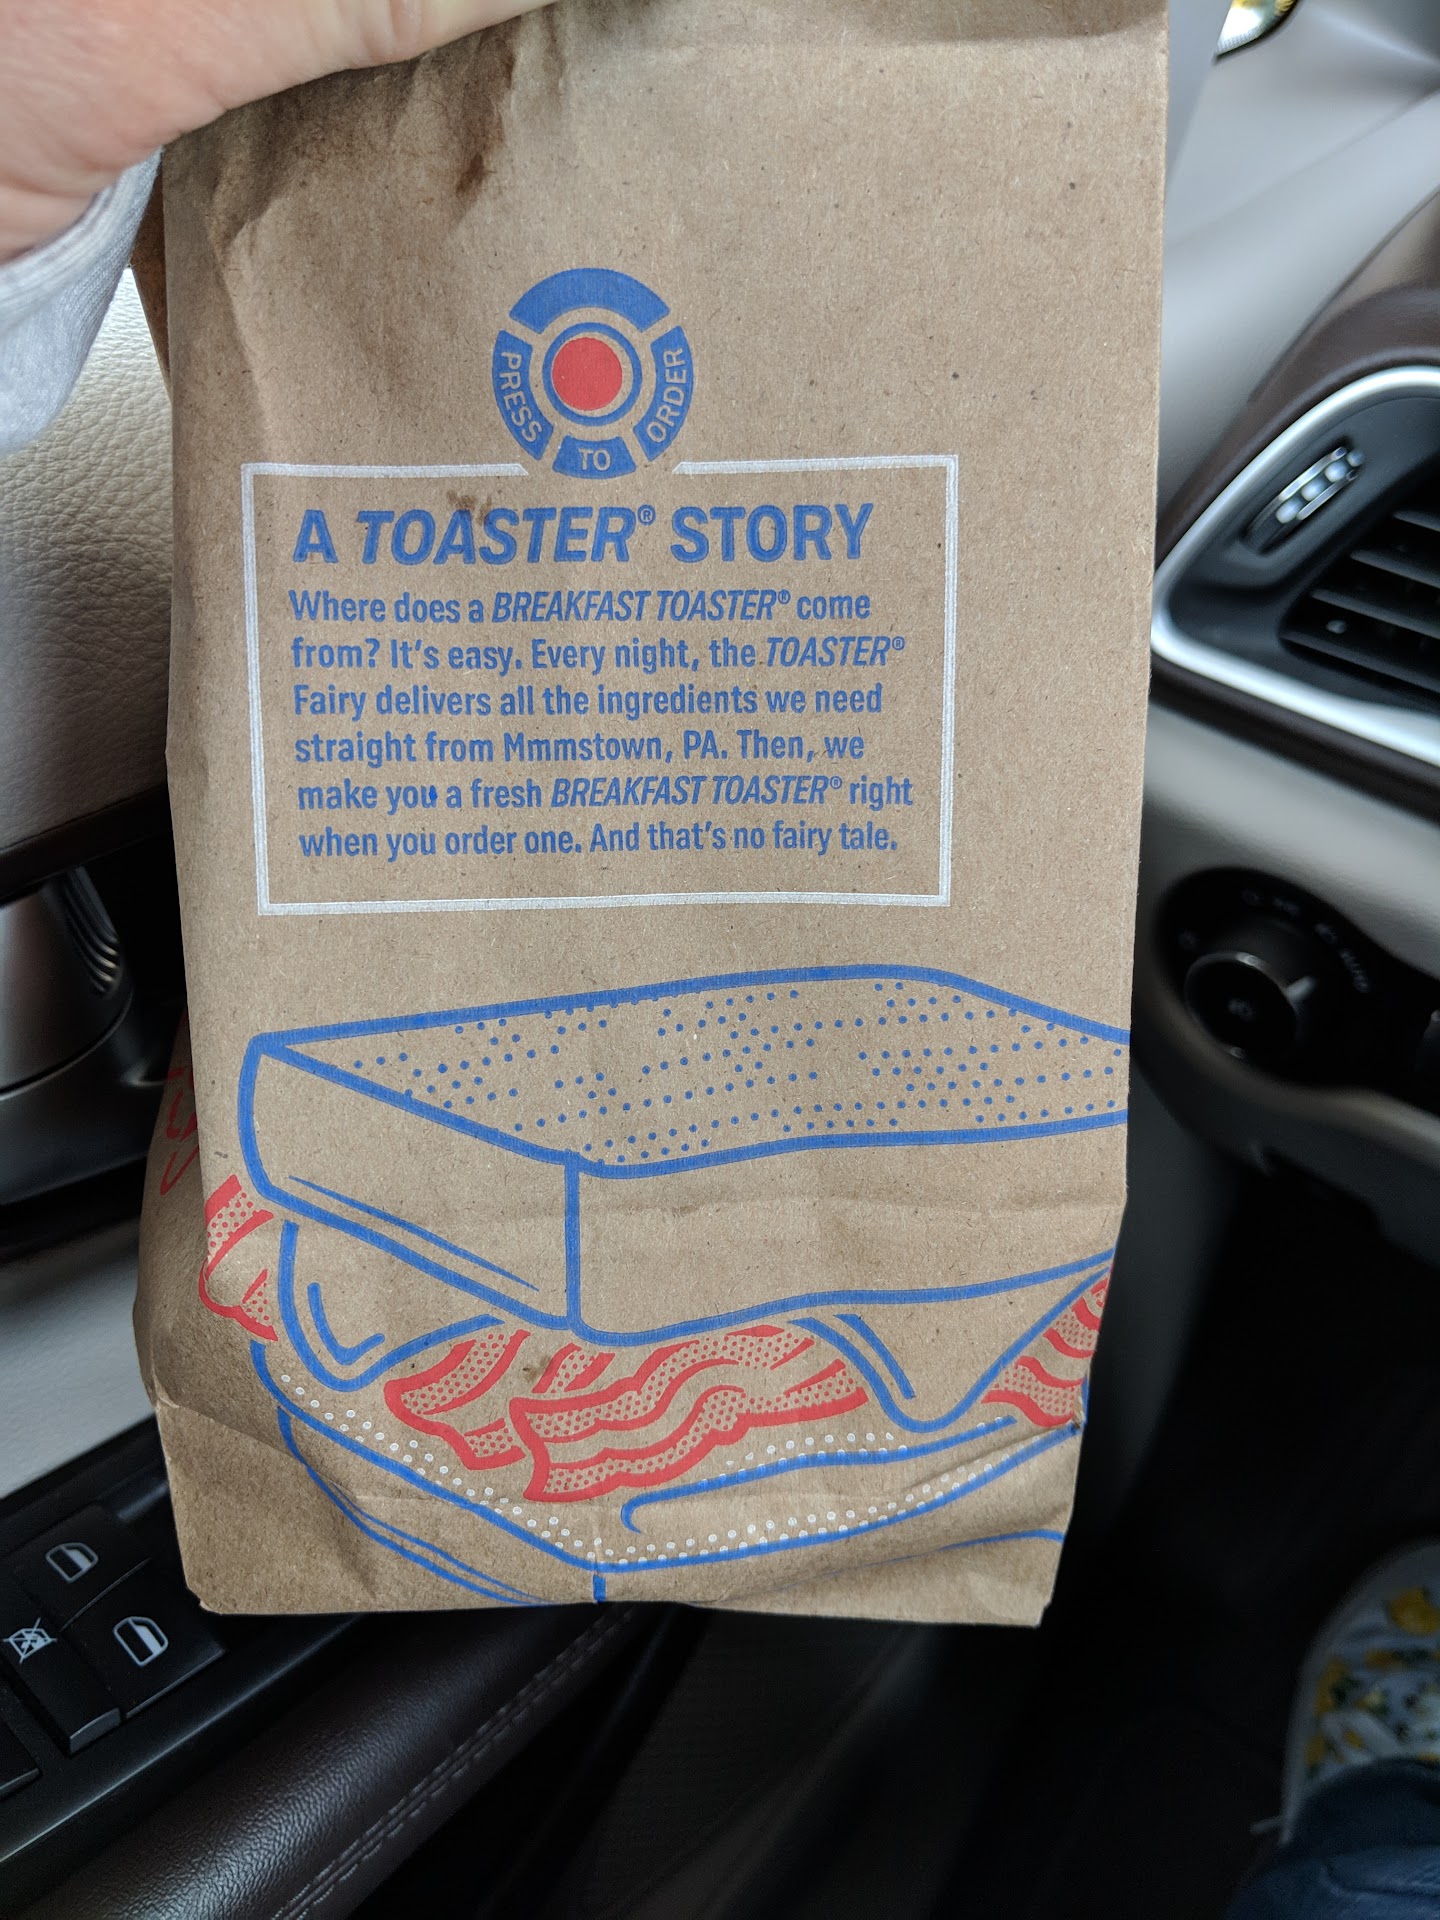 PRESS TO ORDER
A TOASTER® STORY
Where does a BREAKFAST TOASTER® come
from? It's easy. Every night, the TOASTER®
Fairy delivers all the ingredients we need
straight from Mmmstown, PA. Then, we
make you a fresh BREAKFAST TOASTER® right
when you order one. And that's no fairy tale.